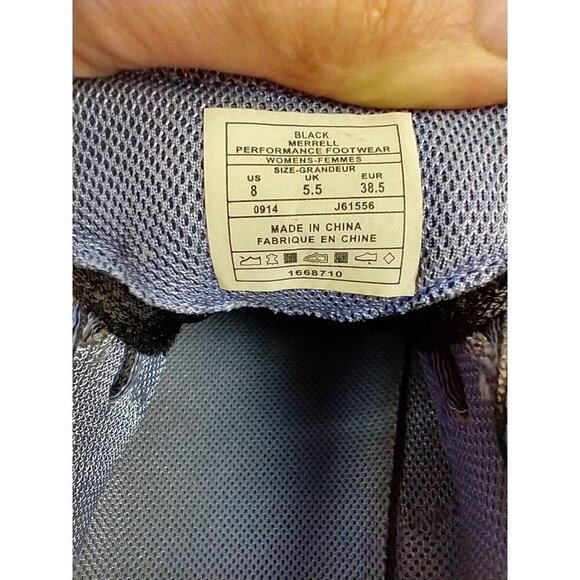 BLACK
MERRELL
PERFORMANCE FOOTWEAR
WOMENS-FEMMES
SIZE-GRANDEUR
US UK EUR
8 5.5 38.5
0914 J61556
MADE IN CHINA
FABRIQUE EN CHINE
1668710